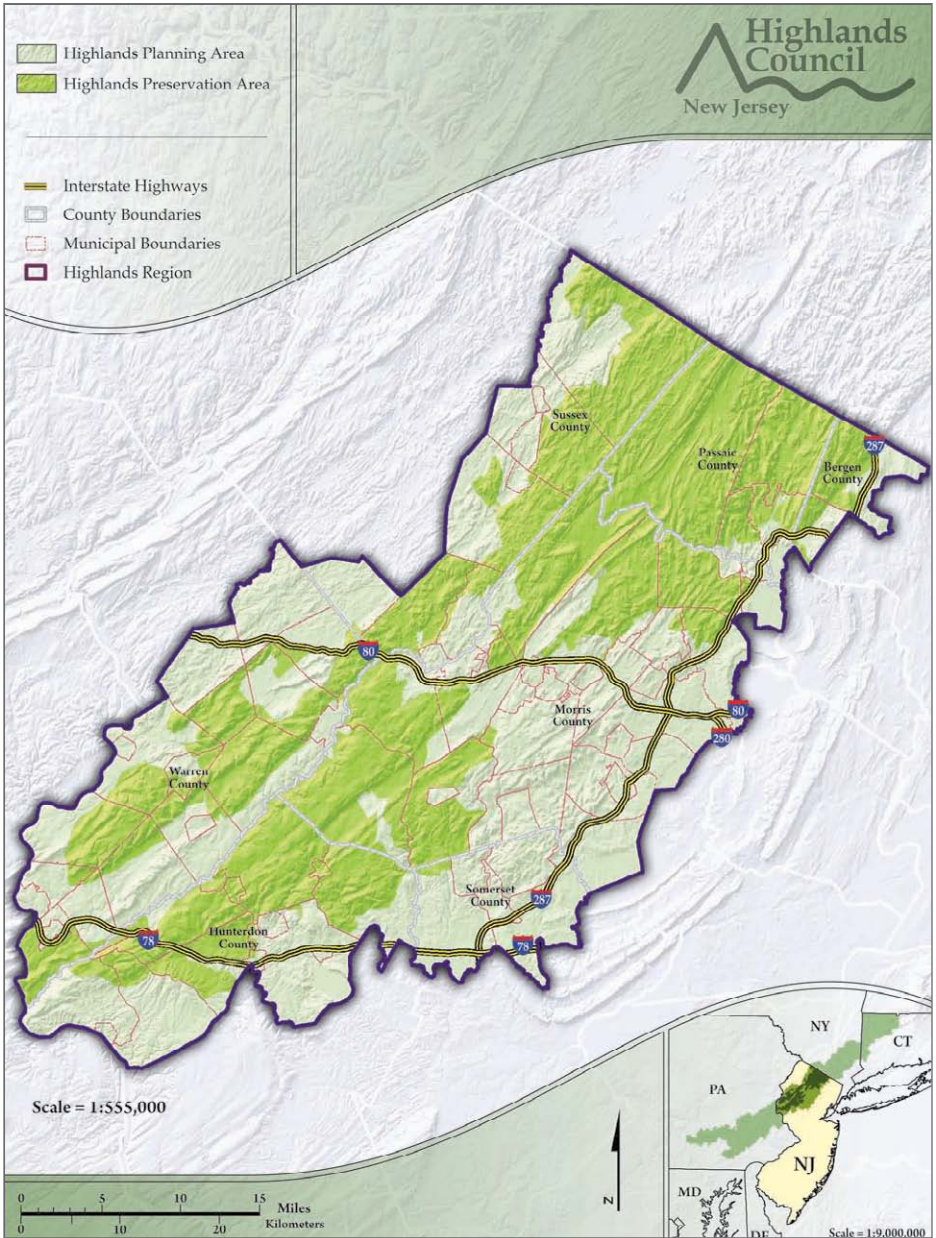 Highlands Planning Area
Highlands Preservation Area
Interstate Highways
County Boundaries
Municipal Boundaries
Highlands Region
Highlands
Council
New Jersey
Sussex
County
Passaic
County
Bergen
County
287
80
Morris
County
80
280
Warren
County
Somerset
County
287
Hunterdon
County
78
78
Scale = 1:555,000
0 5 10 15
Miles
Kilometers
0 10 20
N
NY
CT
PA
NJ
MD
DE
Scale = 1:9,000,000